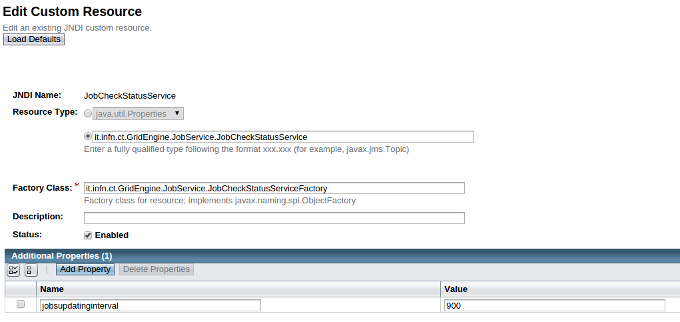 Edit Custom Resource
Edit an existing JNDI custom resource.
Load Defaults
JNDI Name: JobCheckStatusService
Resource Type: java.util.Properties
it.infn.ct.GridEngine.JobService.JobCheckStatusService
Enter a fully qualified type following the format xxx.xxx (for example, javax.jms.Topic)
Factory Class: * it.infn.ct.GridEngine.JobService.JobCheckStatusServiceFactory
Factory class for resource; implements javax.naming.spi.ObjectFactory
Description:
Status: Enabled
Additional Properties (1)
Add Property Delete Properties
Name Value
jobsupdatinginterval 900